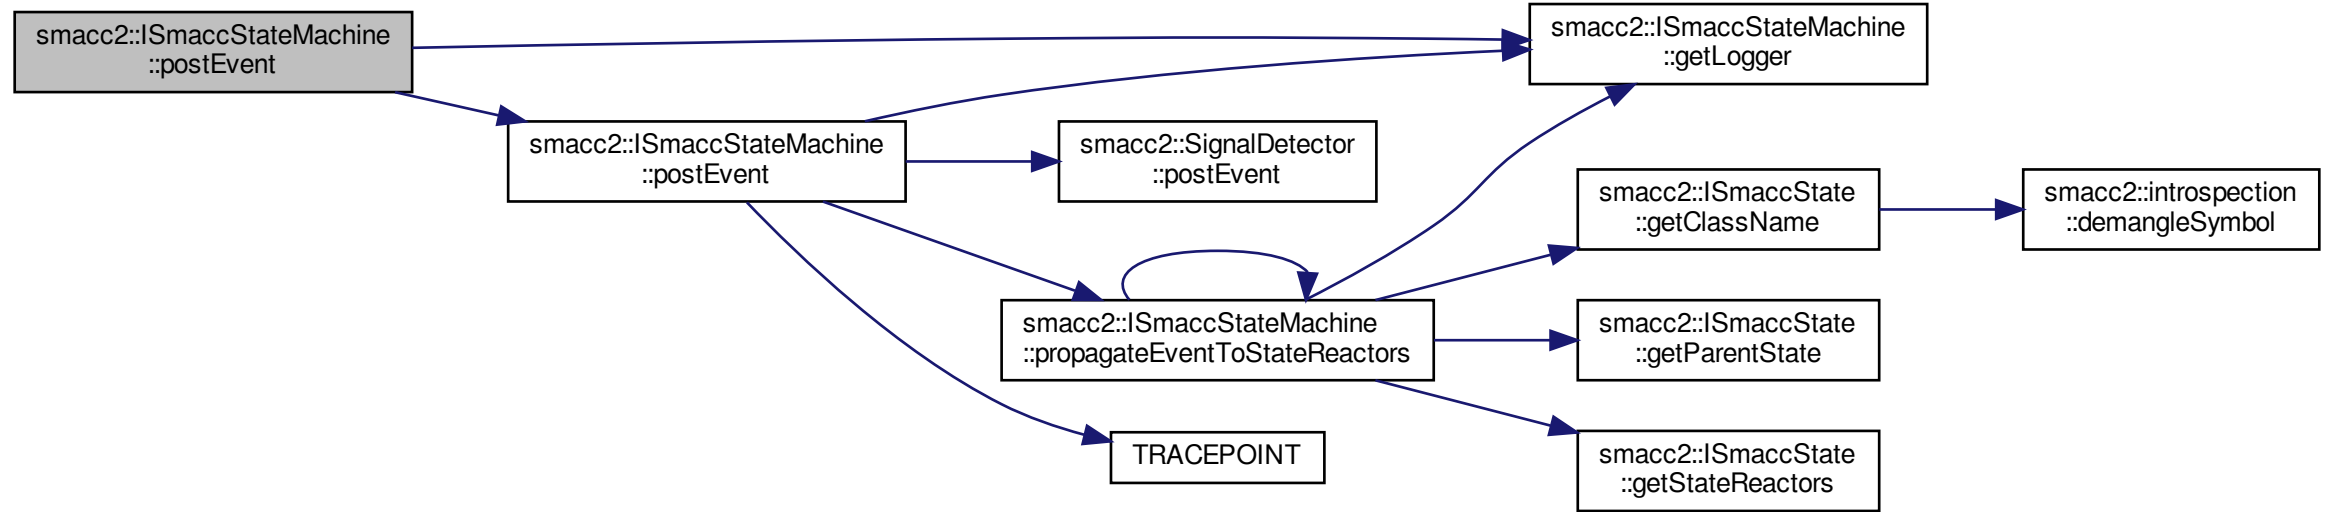 smacc2::ISmaccStateMachine
::postEvent
smacc2::ISmaccStateMachine
::postEvent
smacc2::ISmaccStateMachine
::getLogger
smacc2::SignalDetector
::postEvent
smacc2::ISmaccStateMachine
::propagateEventToStateReactors
TRACEPOINT
smacc2::ISmaccState
::getClassName
smacc2::introspection
::demangleSymbol
smacc2::ISmaccState
::getParentState
smacc2::ISmaccState
::getStateReactors